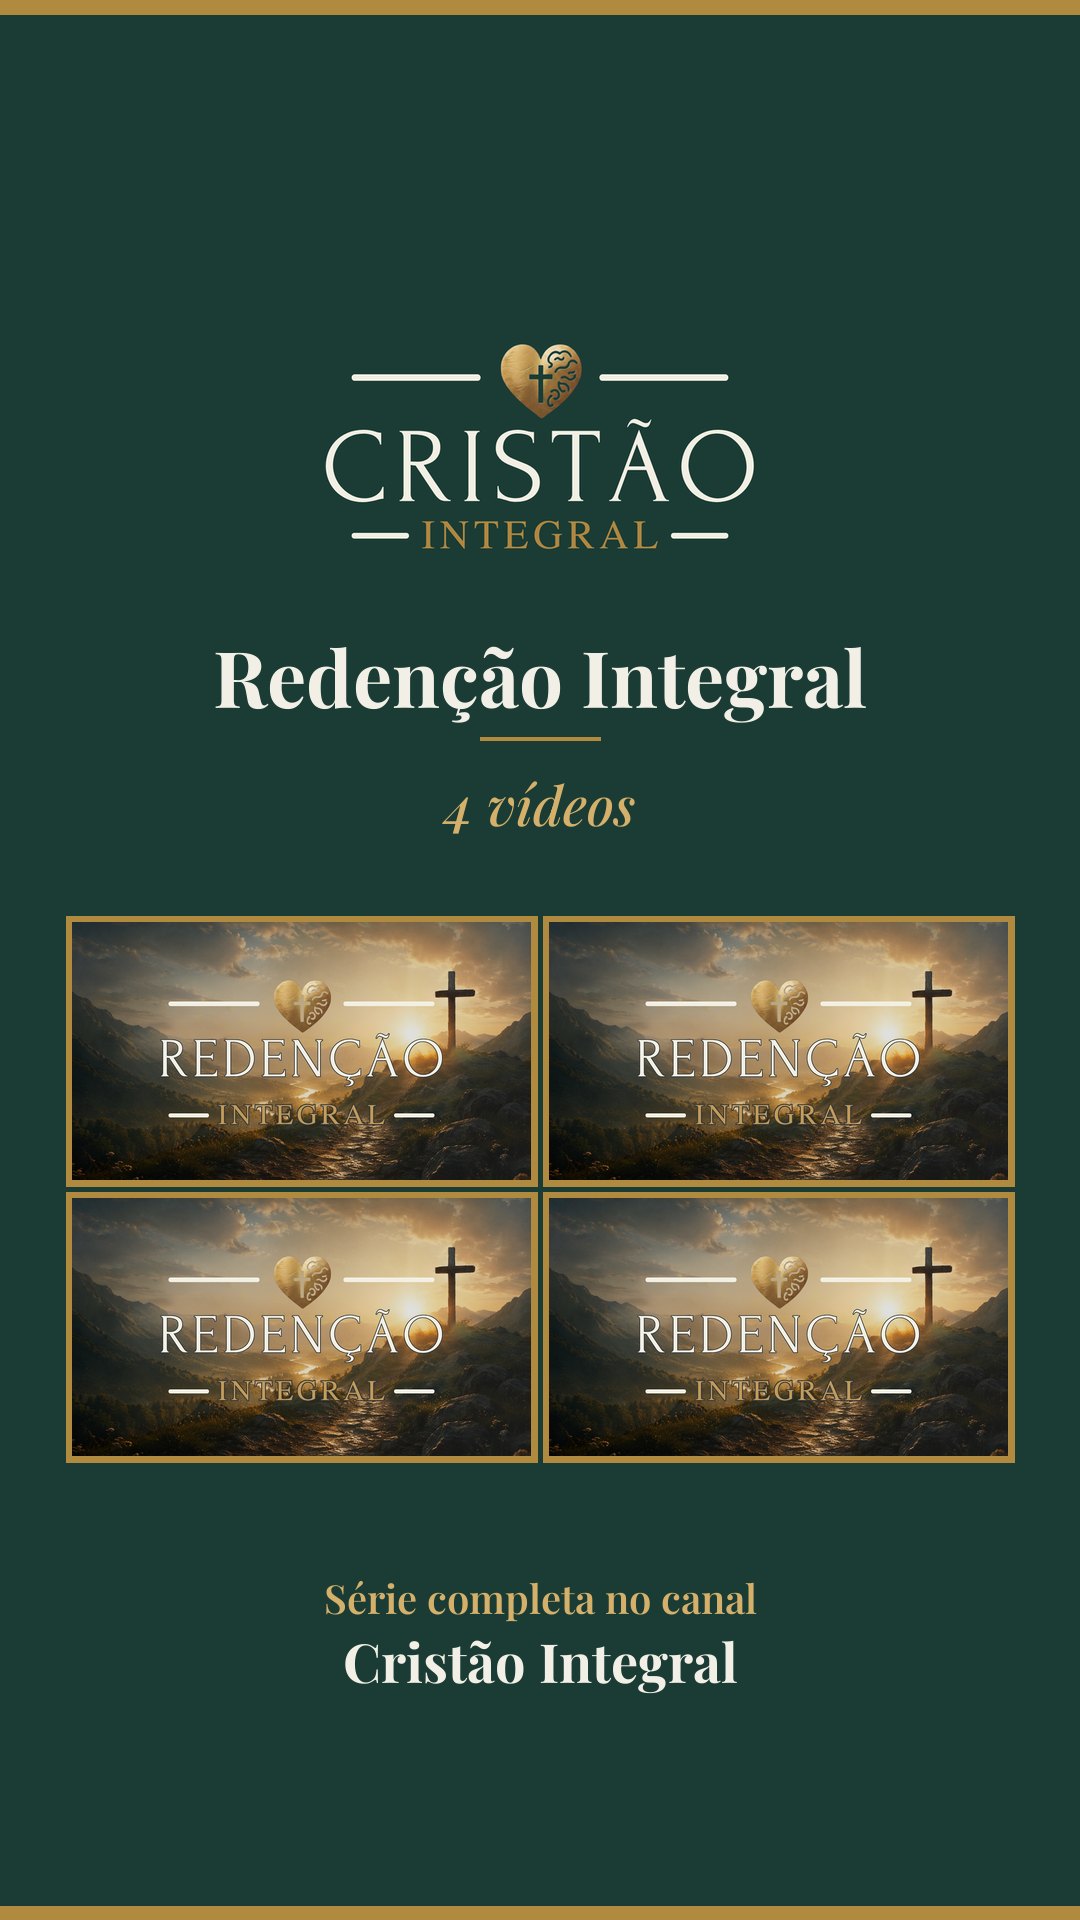 CRISTÃO
INTEGRAL
Redenção Integral
4 vídeos
REDENÇÃO
INTEGRAL
REDENÇÃO
INTEGRAL
REDENÇÃO
INTEGRAL
REDENÇÃO
INTEGRAL
Série completa no canal
Cristão Integral